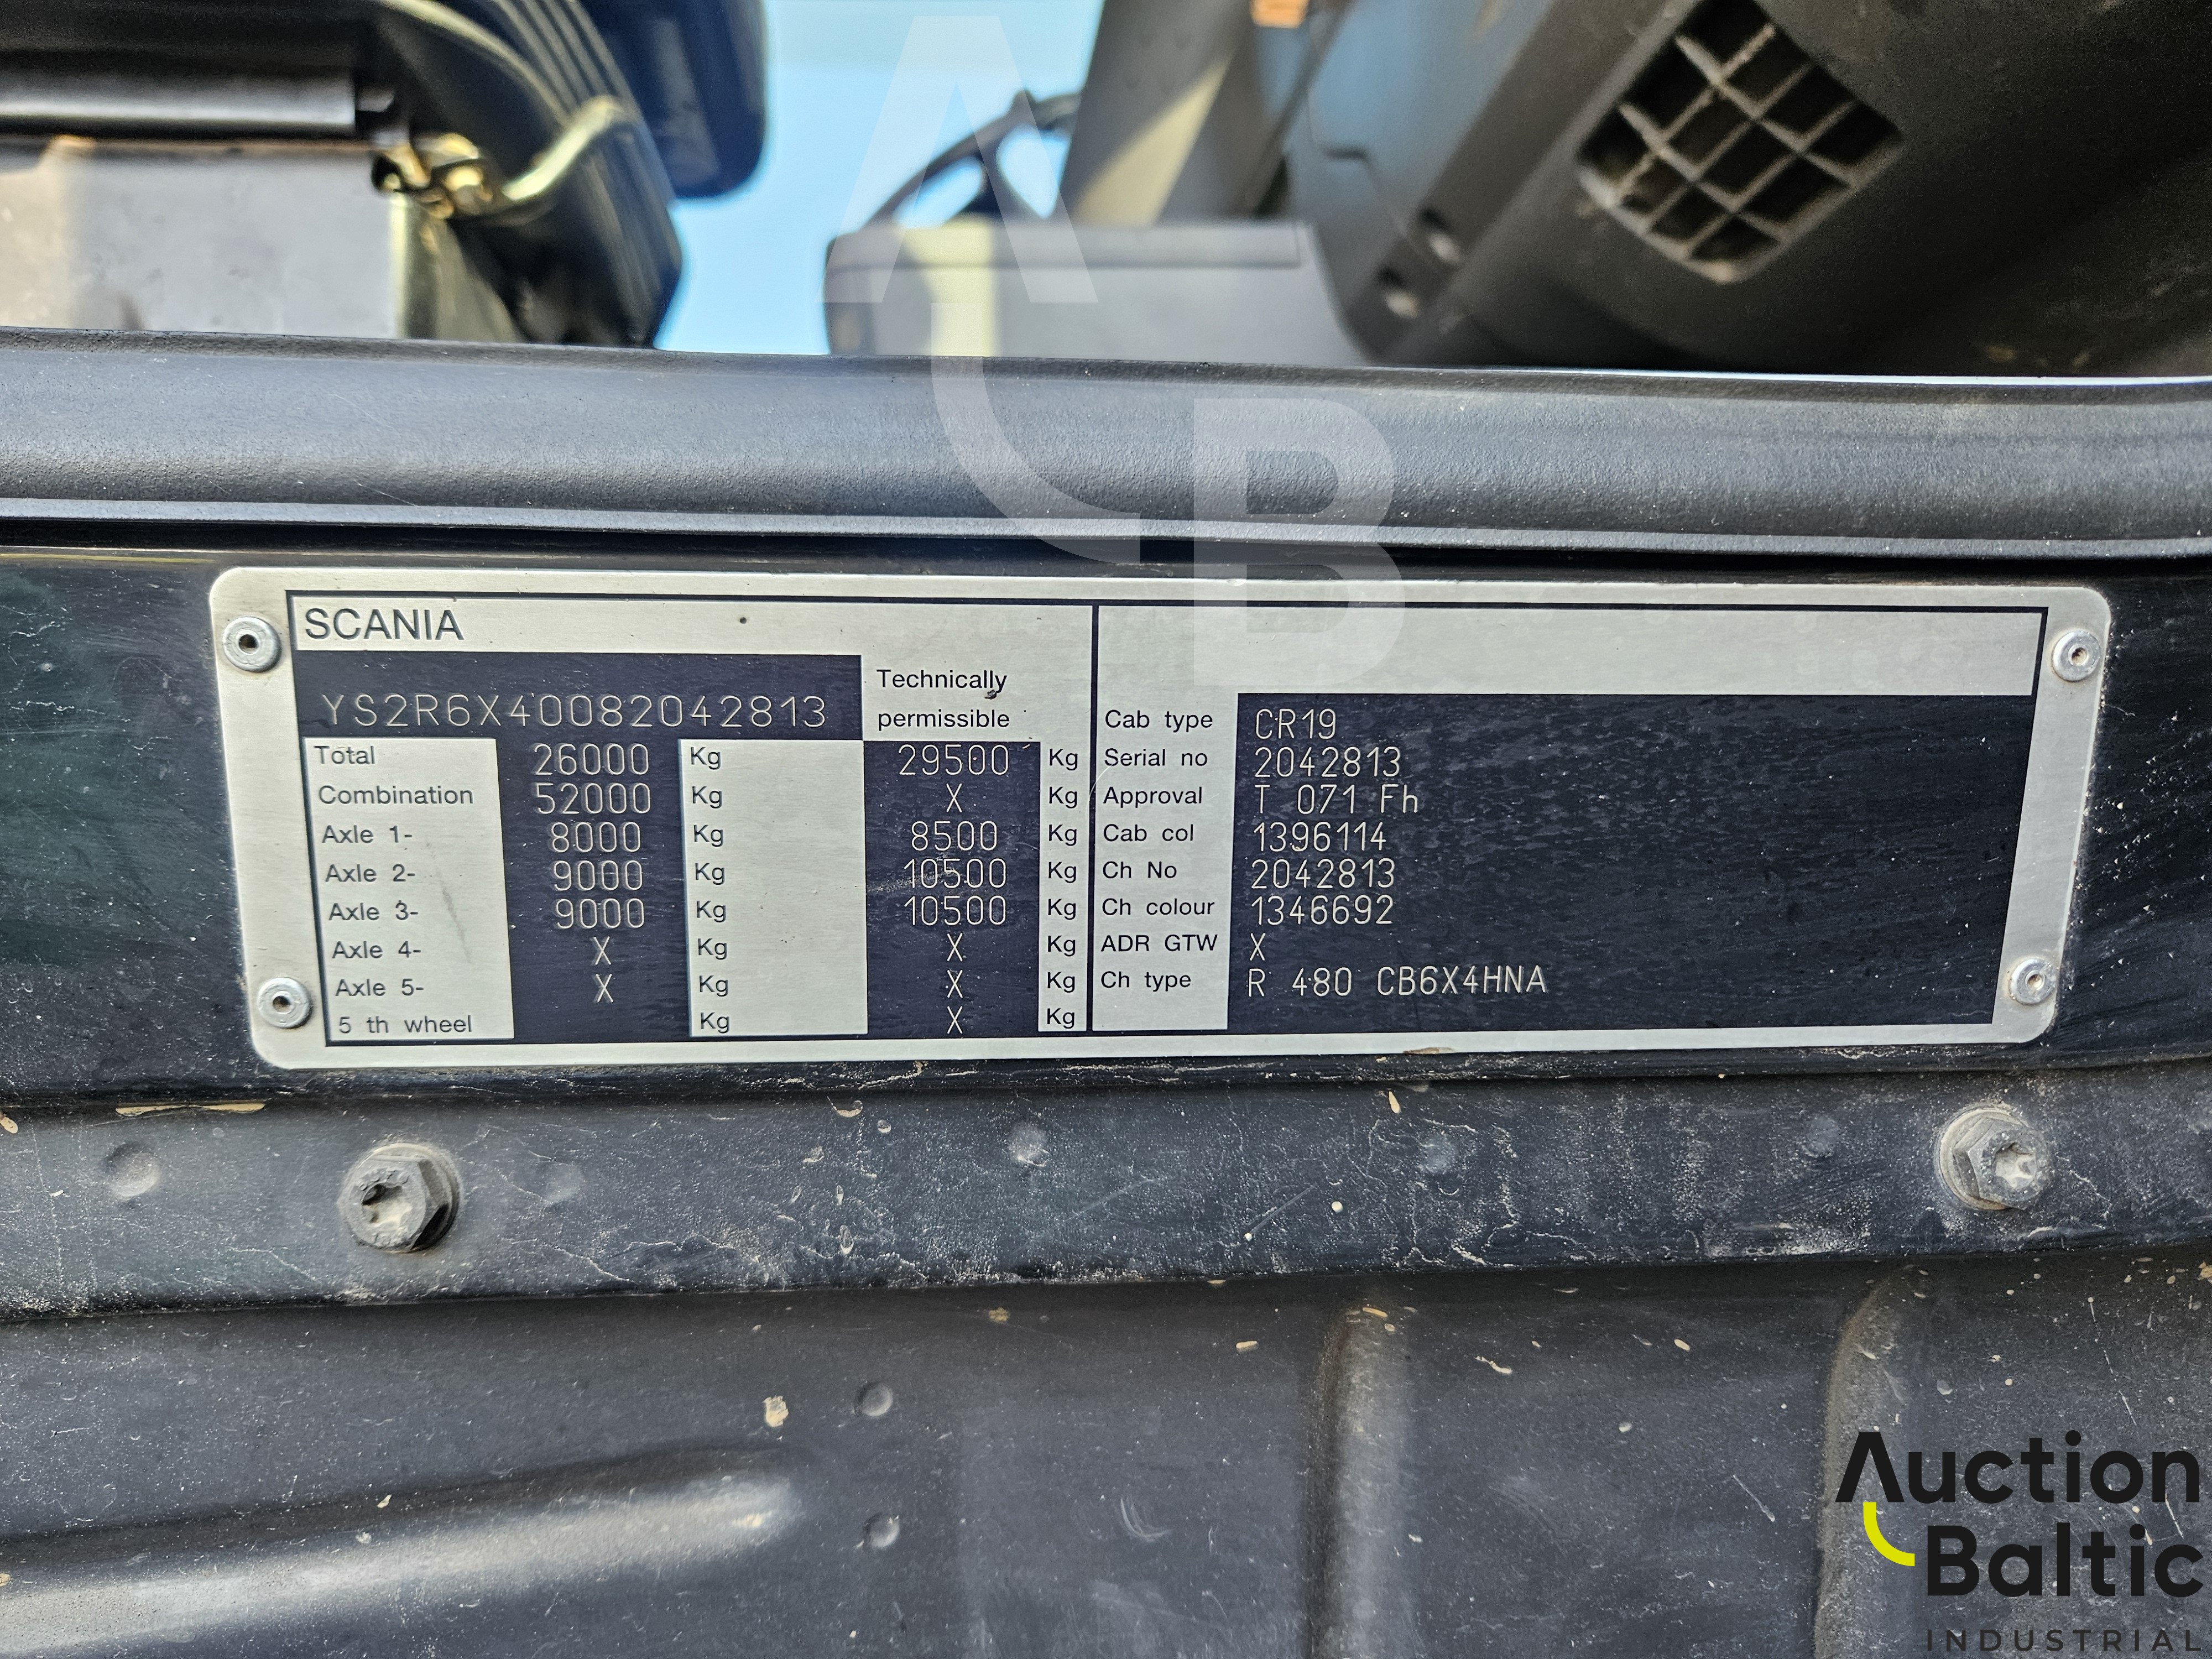 SCANIA
YS2R6X40082042813 Technically permissible
Total 26000 Kg 29500 Kg
Combination 52000 Kg X Kg
Axle 1- 8000 Kg 8500 Kg
Axle 2- 9000 Kg 10500 Kg
Axle 3- 9000 Kg 10500 Kg
Axle 4- X Kg X Kg
Axle 5- X Kg X Kg
5 th wheel Kg X Kg
Cab type CR19
Serial no 2042813
Approval T 071 Fh
Cab col 1396114
Ch No 2042813
Ch colour 1346692
ADR GTW X
Ch type R 480 CB6X4HNA
A
B
Auction
Baltic
INDUSTRIAL